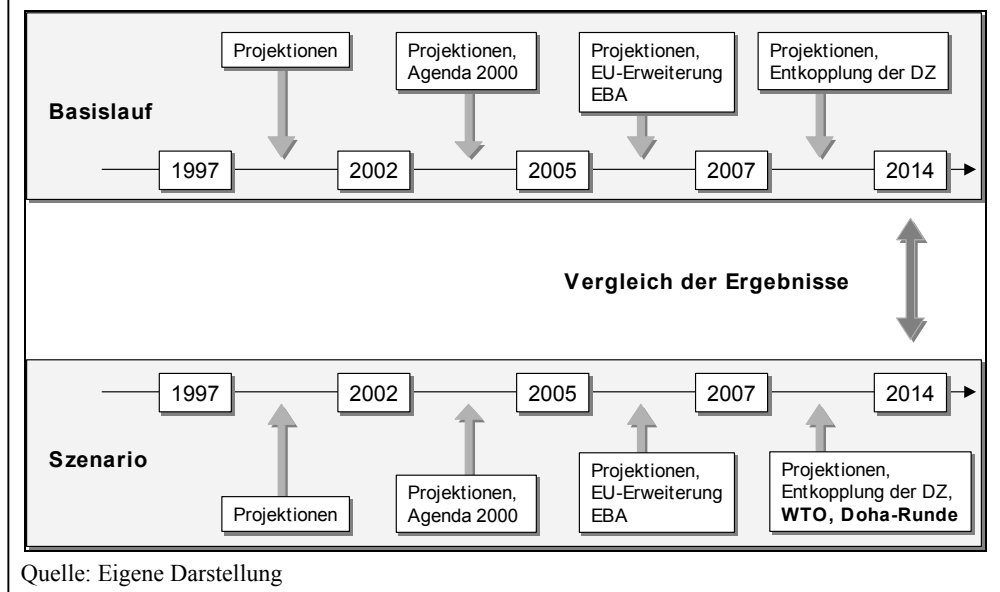 Projektionen
Projektionen,
Agenda 2000
Projektionen,
EU-Erweiterung
EBA
Projektionen,
Entkopplung der DZ
Basislauf
1997
2002
2005
2007
2014
Vergleich der Ergebnisse
1997
2002
2005
2007
2014
Szenario
Projektionen
Projektionen,
Agenda 2000
Projektionen,
EU-Erweiterung
EBA
Projektionen,
Entkopplung der DZ,
WTO, Doha-Runde
Quelle: Eigene Darstellung